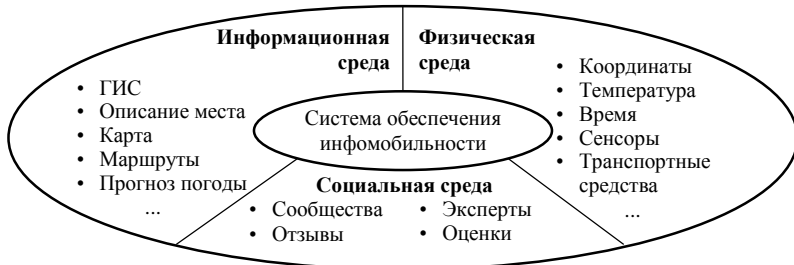 Информационная
среда
• ГИС
• Описание места
• Карта
• Маршруты
• Прогноз погоды
...
Физическая
среда
• Координаты
• Температура
• Время
• Сенсоры
• Транспортные
средства
...
Система обеспечения
инфомобильности
Социальная среда
• Сообщества
• Отзывы
• Эксперты
• Оценки